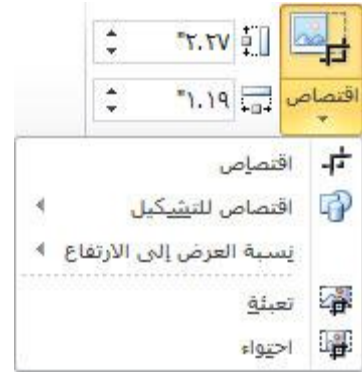 اقتصاص
٢.٢٧"
١.١٩"
اقتصاص
اقتصاص للتشكيل
نسبة العرض إلى الارتفاع
تعبئة
احتواء